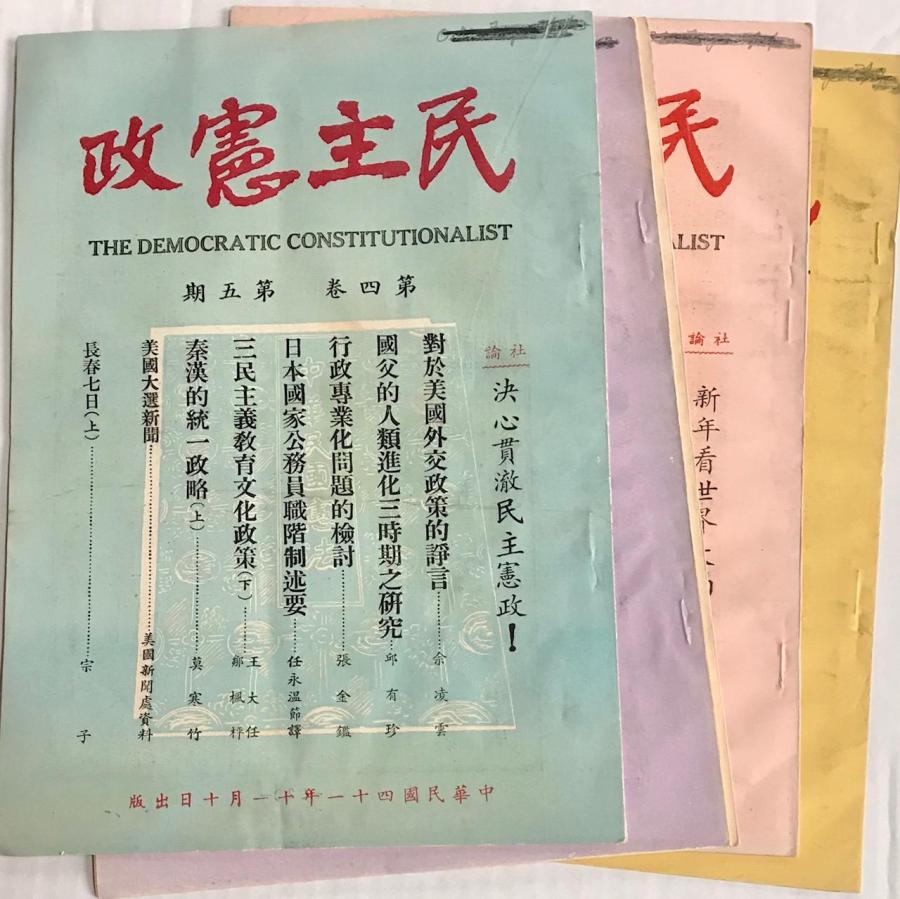 民主憲政
THE DEMOCRATIC CONSTITUTIONALIST
第四卷 第五期
社論
決心貫澈民主憲政！
對於美國外交政策的諍言……余凌雲
國父的人類進化三時期之研究…邱有珍
行政專業化問題的檢討……張金鑑
日本國家公務員職階制述要……任永溫節譯
三民主義教育文化政策(下)……王大任 那楓梓
秦漢的統一政略(上)……莫寒竹
美國大選新聞……美國新聞處資料
長春七日(上)……宗子
中華民國四十一年十一月十日出版
民
ALIST
社論
新年看世界